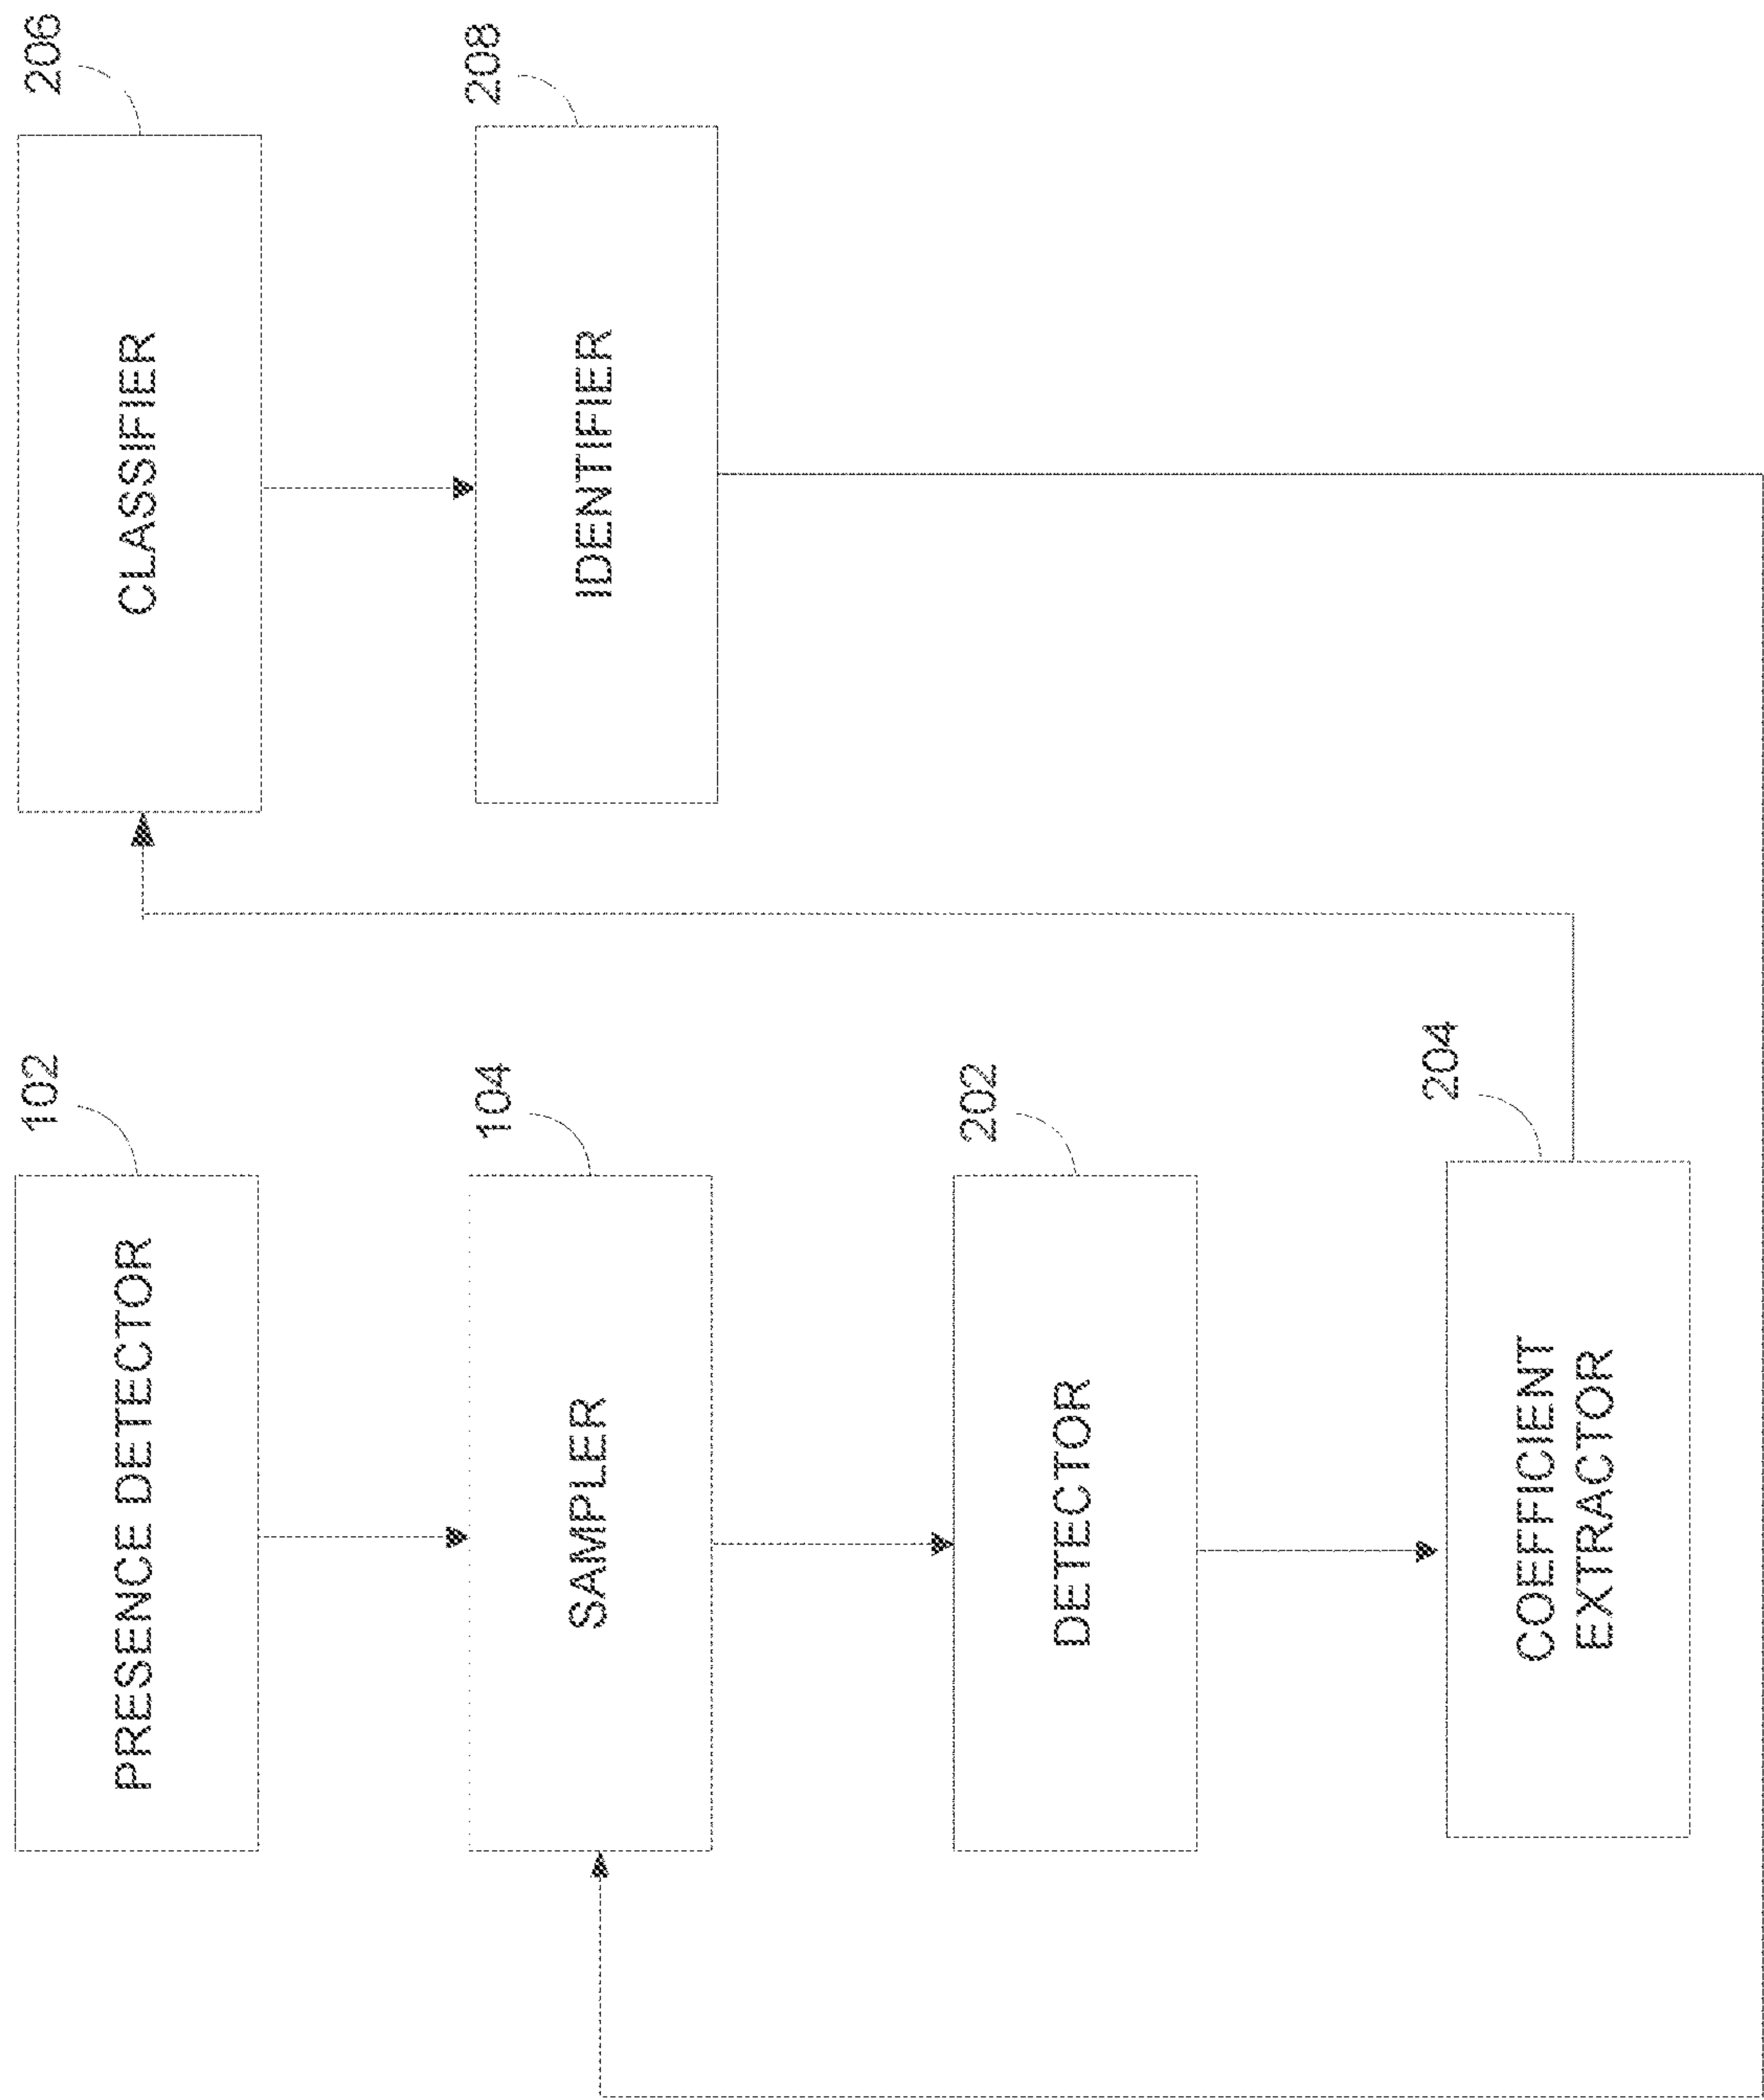 102
PRESENCE DETECTOR
104
SAMPLER
202
DETECTOR
204
COEFFICIENT
EXTRACTOR
206
CLASSIFIER
208
IDENTIFIER